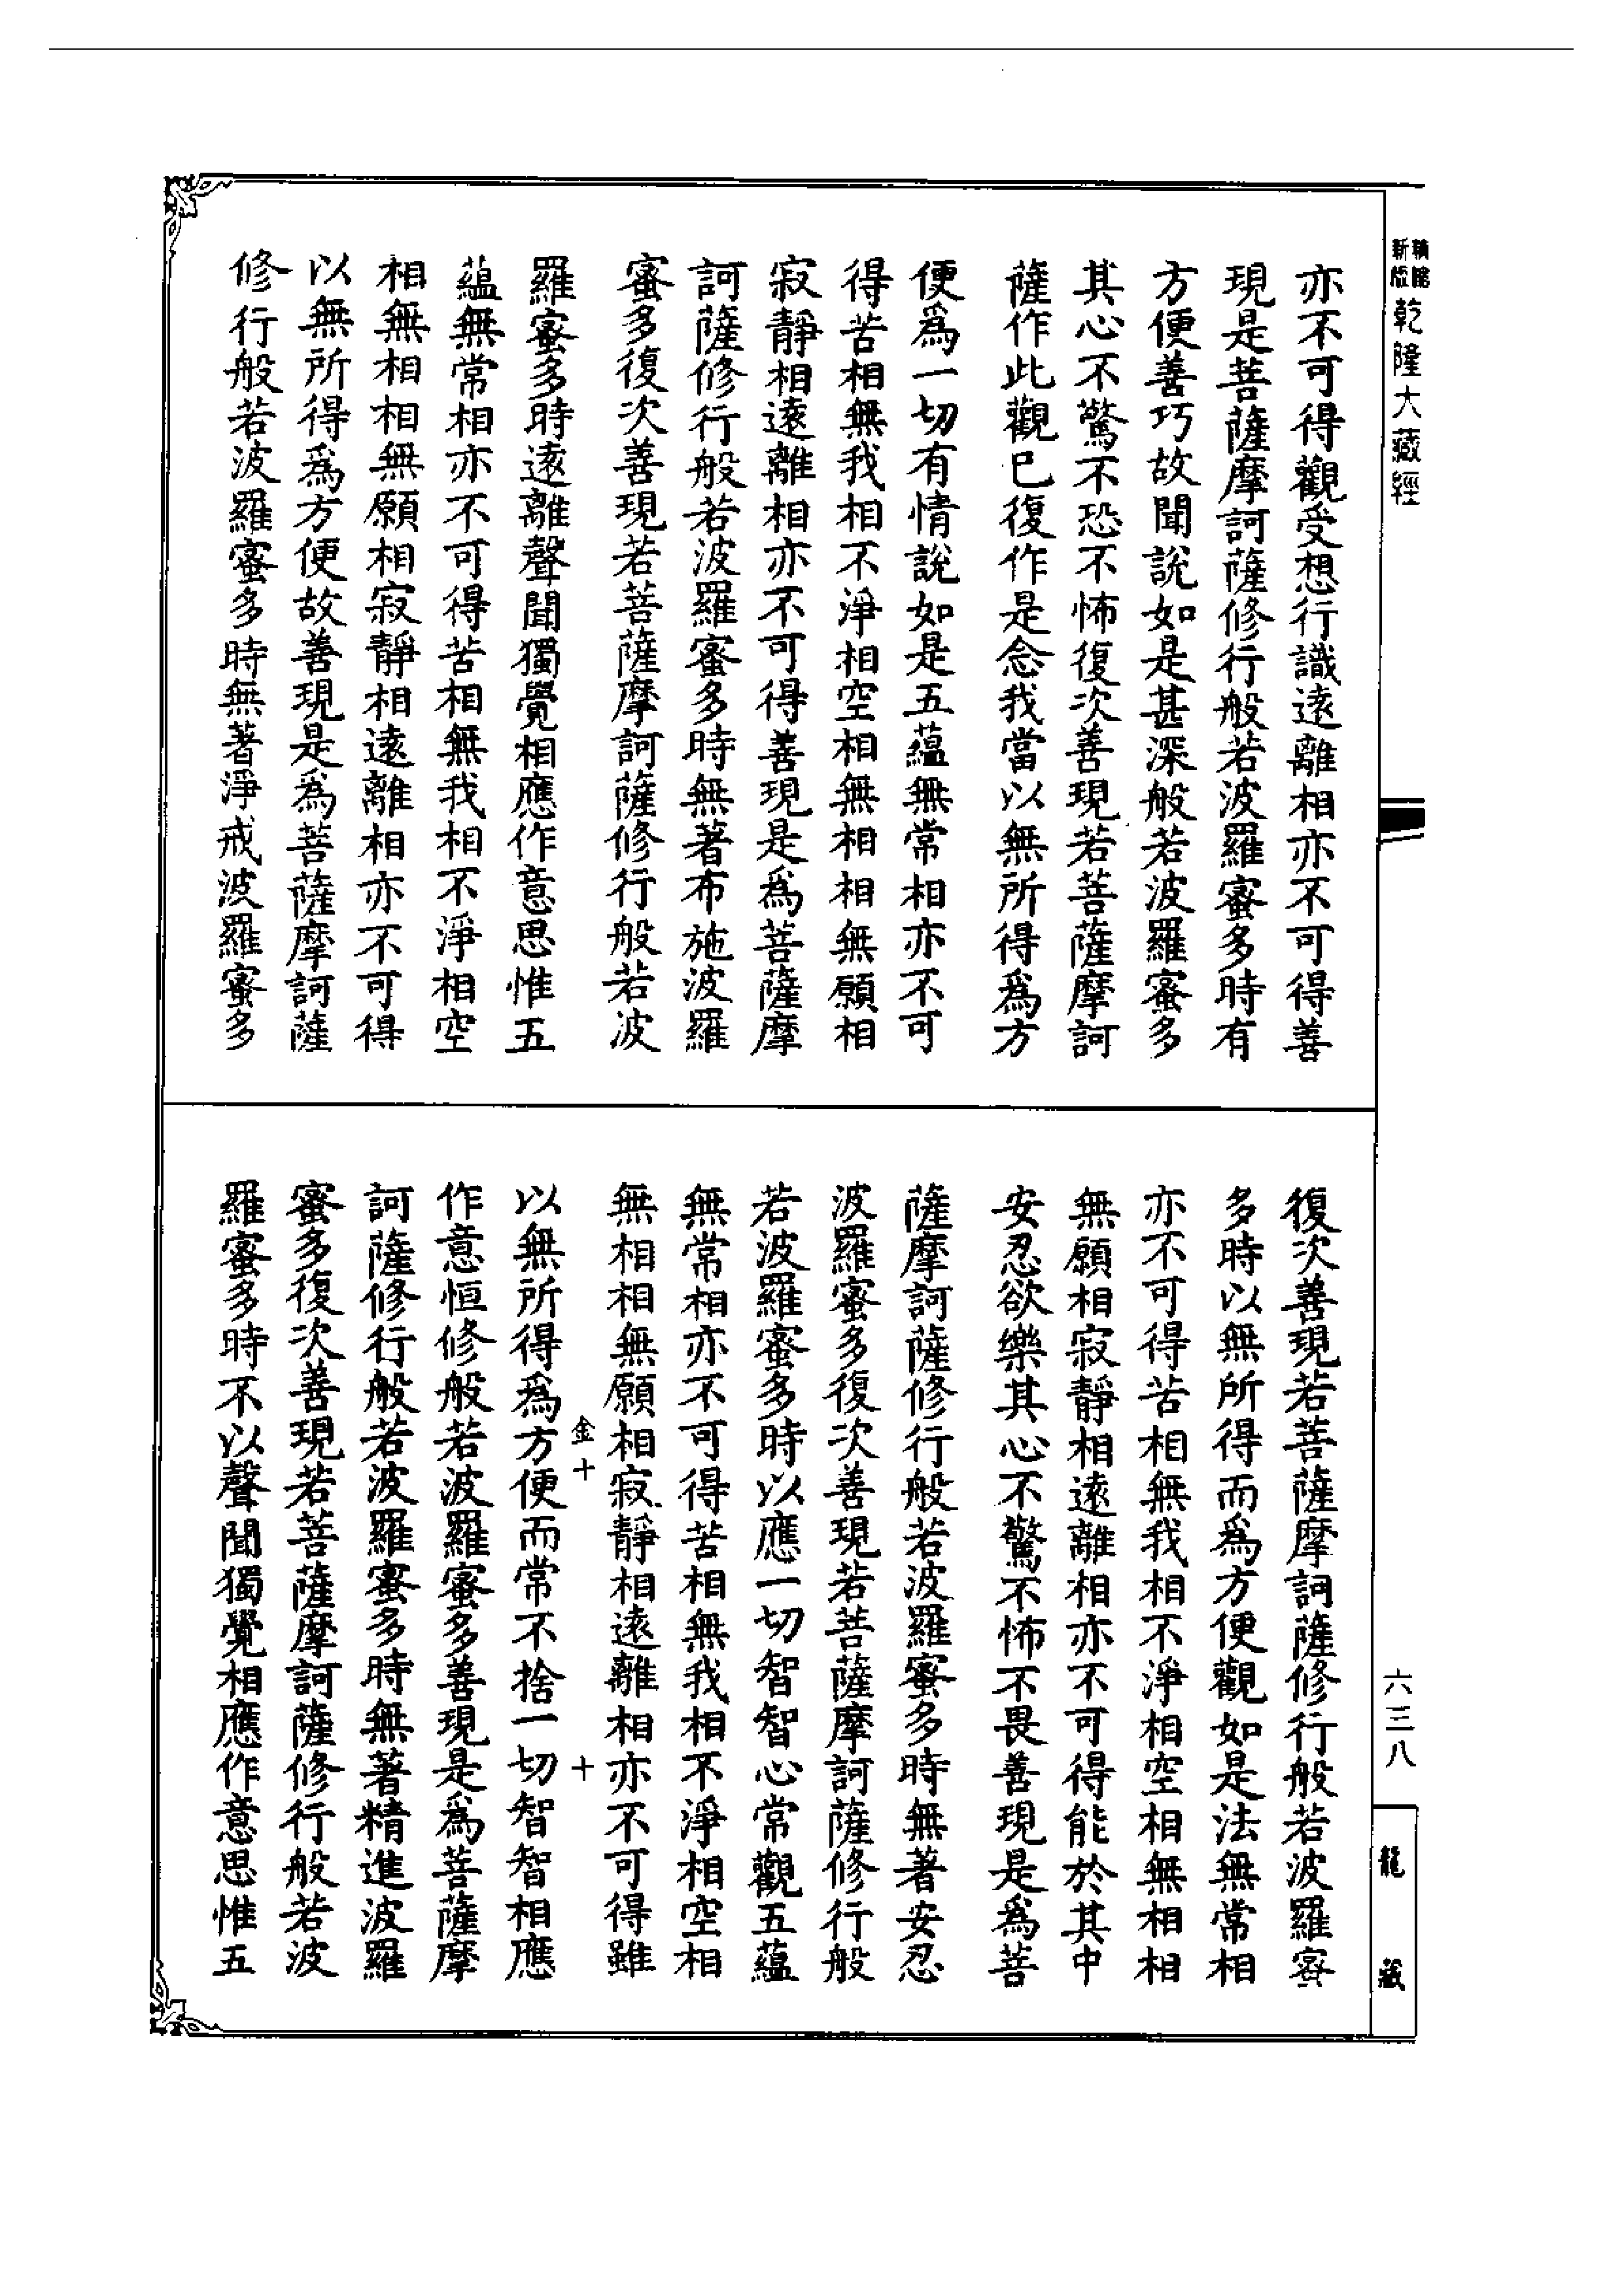 新版
乾隆大藏經
亦不可得觀受想行識遠離相亦不可得善
現是菩薩摩訶薩修行般若波羅蜜多時有
方便善巧故聞說如是甚深般若波羅蜜多
其心不驚不恐不怖復次善現若菩薩摩訶
薩作此觀已復作是念我當以無所得為方
便為一切有情說如是五蘊無常相亦不可
得苦相無我相不淨相空相無相相無願相
寂靜相遠離相亦不可得善現是為菩薩摩
訶薩修行般若波羅蜜多時無著布施波羅
蜜多復次善現若菩薩摩訶薩修行般若波
羅蜜多時遠離聲聞獨覺相應作意思惟五
蘊無常相亦不可得苦相無我相不淨相空
相無相相無願相寂靜相遠離相亦不可得
以無所得為方便故善現是為菩薩摩訶薩
修行般若波羅蜜多時無著淨戒波羅蜜多
復次善現若菩薩摩訶薩修行般若波羅蜜
多時以無所得而為方便觀如是法無常相
亦不可得苦相無我相不淨相空相無相相
無願相寂靜相遠離相亦不可得能於其中
安忍欲樂其心不驚不怖不畏善現是為菩
薩摩訶薩修行般若波羅蜜多時無著安忍
波羅蜜多復次善現若菩薩摩訶薩修行般
若波羅蜜多時以應一切智智心常觀五蘊
無常相亦不可得苦相無我相不淨相空相
無相相無願相寂靜相遠離相亦不可得雖
金十 十
以無所得為方便而常不捨一切智智相應
作意恒修般若波羅蜜多善現是為菩薩摩
訶薩修行般若波羅蜜多時無著精進波羅
蜜多復次善現若菩薩摩訶薩修行般若波
羅蜜多時不以聲聞獨覺相應作意思惟五
六三八
龍藏